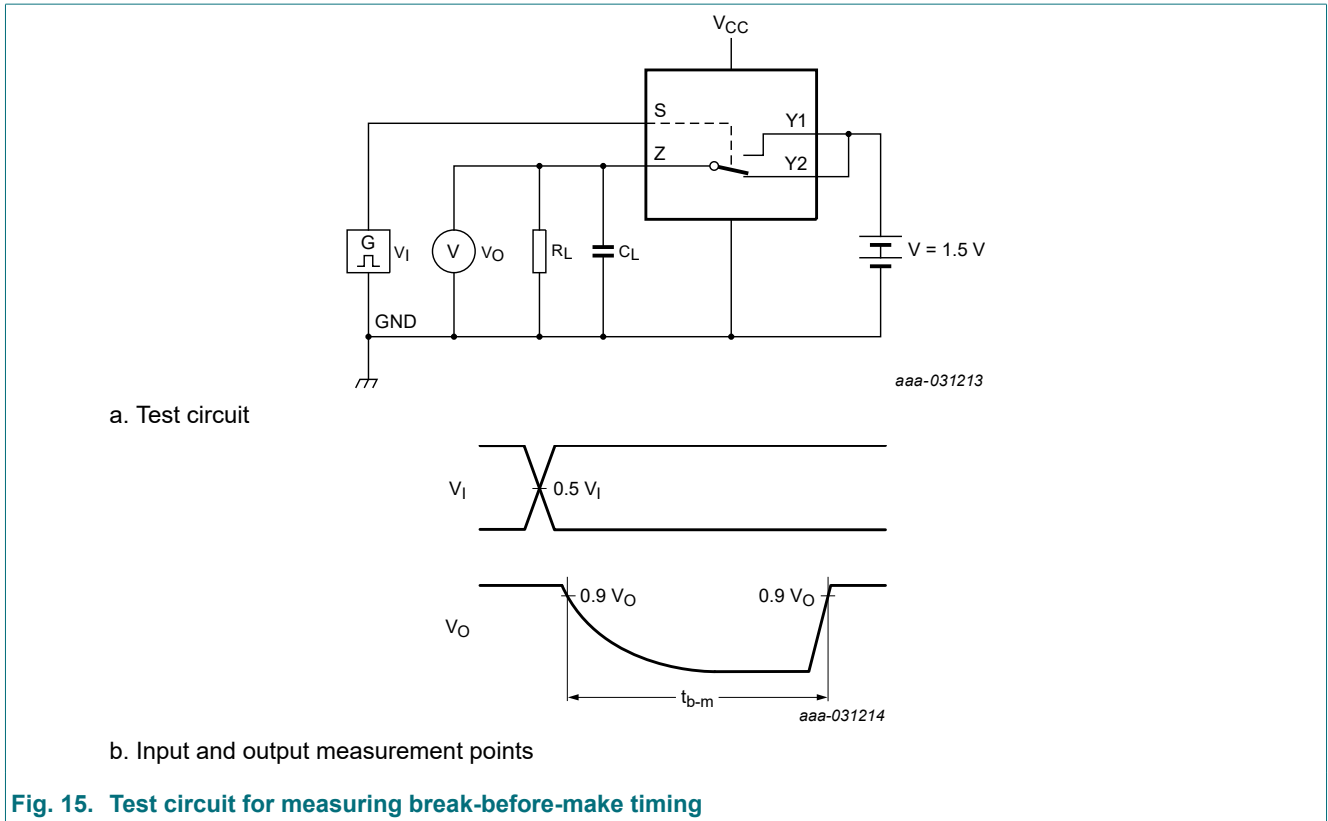 VCC
S
Y1
Z
Y2
G
VI
V
VO
RL
CL
V = 1.5 V
GND
aaa-031213
a. Test circuit
VI
0.5 VI
0.9 VO
0.9 VO
VO
tb-m
aaa-031214
b. Input and output measurement points
Fig. 15. Test circuit for measuring break-before-make timing